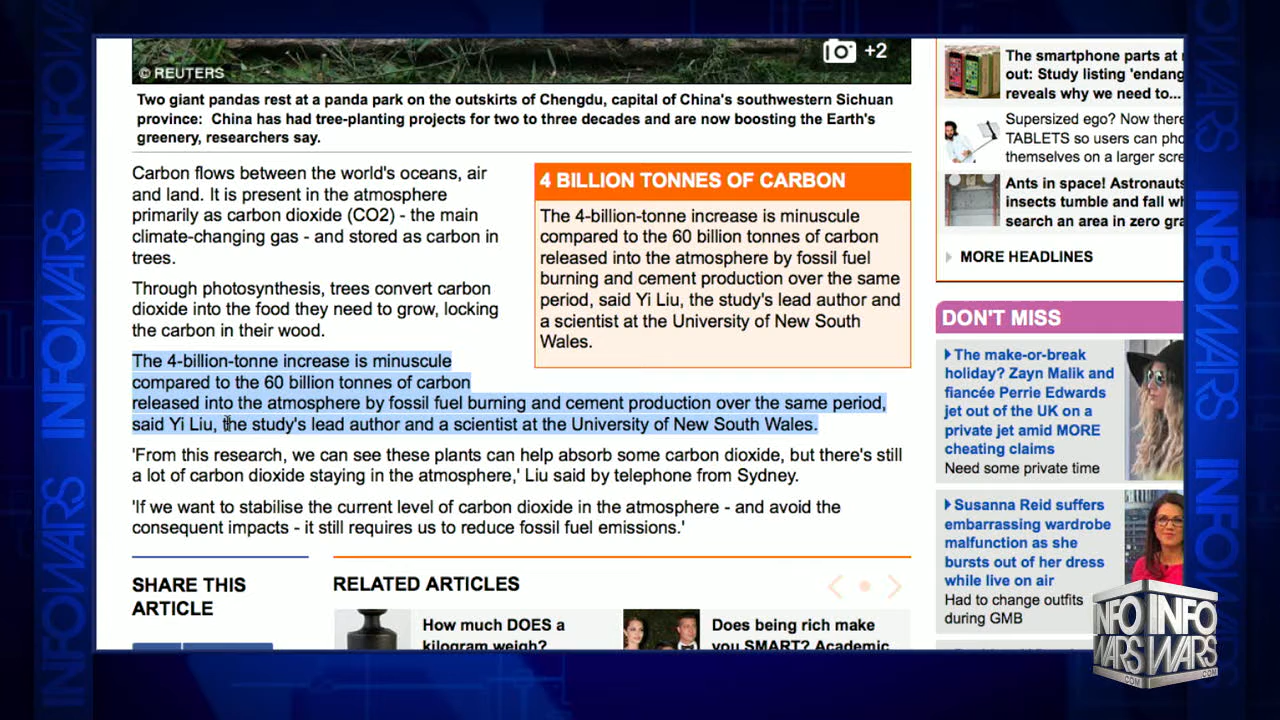 INFOWARS
+2
© REUTERS
Two giant pandas rest at a panda park on the outskirts of Chengdu, capital of China's southwestern Sichuan
province: China has had tree-planting projects for two to three decades and are now boosting the Earth's
greenery, researchers say.
Carbon flows between the world's oceans, air
and land. It is present in the atmosphere
primarily as carbon dioxide (CO2) - the main
climate-changing gas - and stored as carbon in
trees.
Through photosynthesis, trees convert carbon
dioxide into the food they need to grow, locking
the carbon in their wood.
4 BILLION TONNES OF CARBON
The 4-billion-tonne increase is minuscule
compared to the 60 billion tonnes of carbon
released into the atmosphere by fossil fuel
burning and cement production over the same
period, said Yi Liu, the study's lead author and
a scientist at the University of New South
Wales.
The 4-billion-tonne increase is minuscule
compared to the 60 billion tonnes of carbon
released into the atmosphere by fossil fuel burning and cement production over the same period,
said Yi Liu, the study's lead author and a scientist at the University of New South Wales.
'From this research, we can see these plants can help absorb some carbon dioxide, but there's still
a lot of carbon dioxide staying in the atmosphere,' Liu said by telephone from Sydney.
'If we want to stabilise the current level of carbon dioxide in the atmosphere - and avoid the
consequent impacts - it still requires us to reduce fossil fuel emissions.'
SHARE THIS
ARTICLE
RELATED ARTICLES
How much DOES a
kilogram weigh?
Does being rich make
you SMART? Academic
The smartphone parts at
out: Study listing 'endang
reveals why we need to...
Supersized ego? Now there
TABLETS so users can pho
themselves on a larger scre
Ants in space! Astronauts
insects tumble and fall wh
search an area in zero gra
MORE HEADLINES
DON'T MISS
The make-or-break
holiday? Zayn Malik and
fiancée Perrie Edwards
jet out of the UK on a
private jet amid MORE
cheating claims
Need some private time
Susanna Reid suffers
embarrassing wardrobe
malfunction as she
bursts out of her dress
while live on air
Had to change outfits
during GMB
INFO INFO
WARS WARS
.COM .COM
INFOWARS
INFOWARS
INFOWARS
INFOWARS
INFOWARS